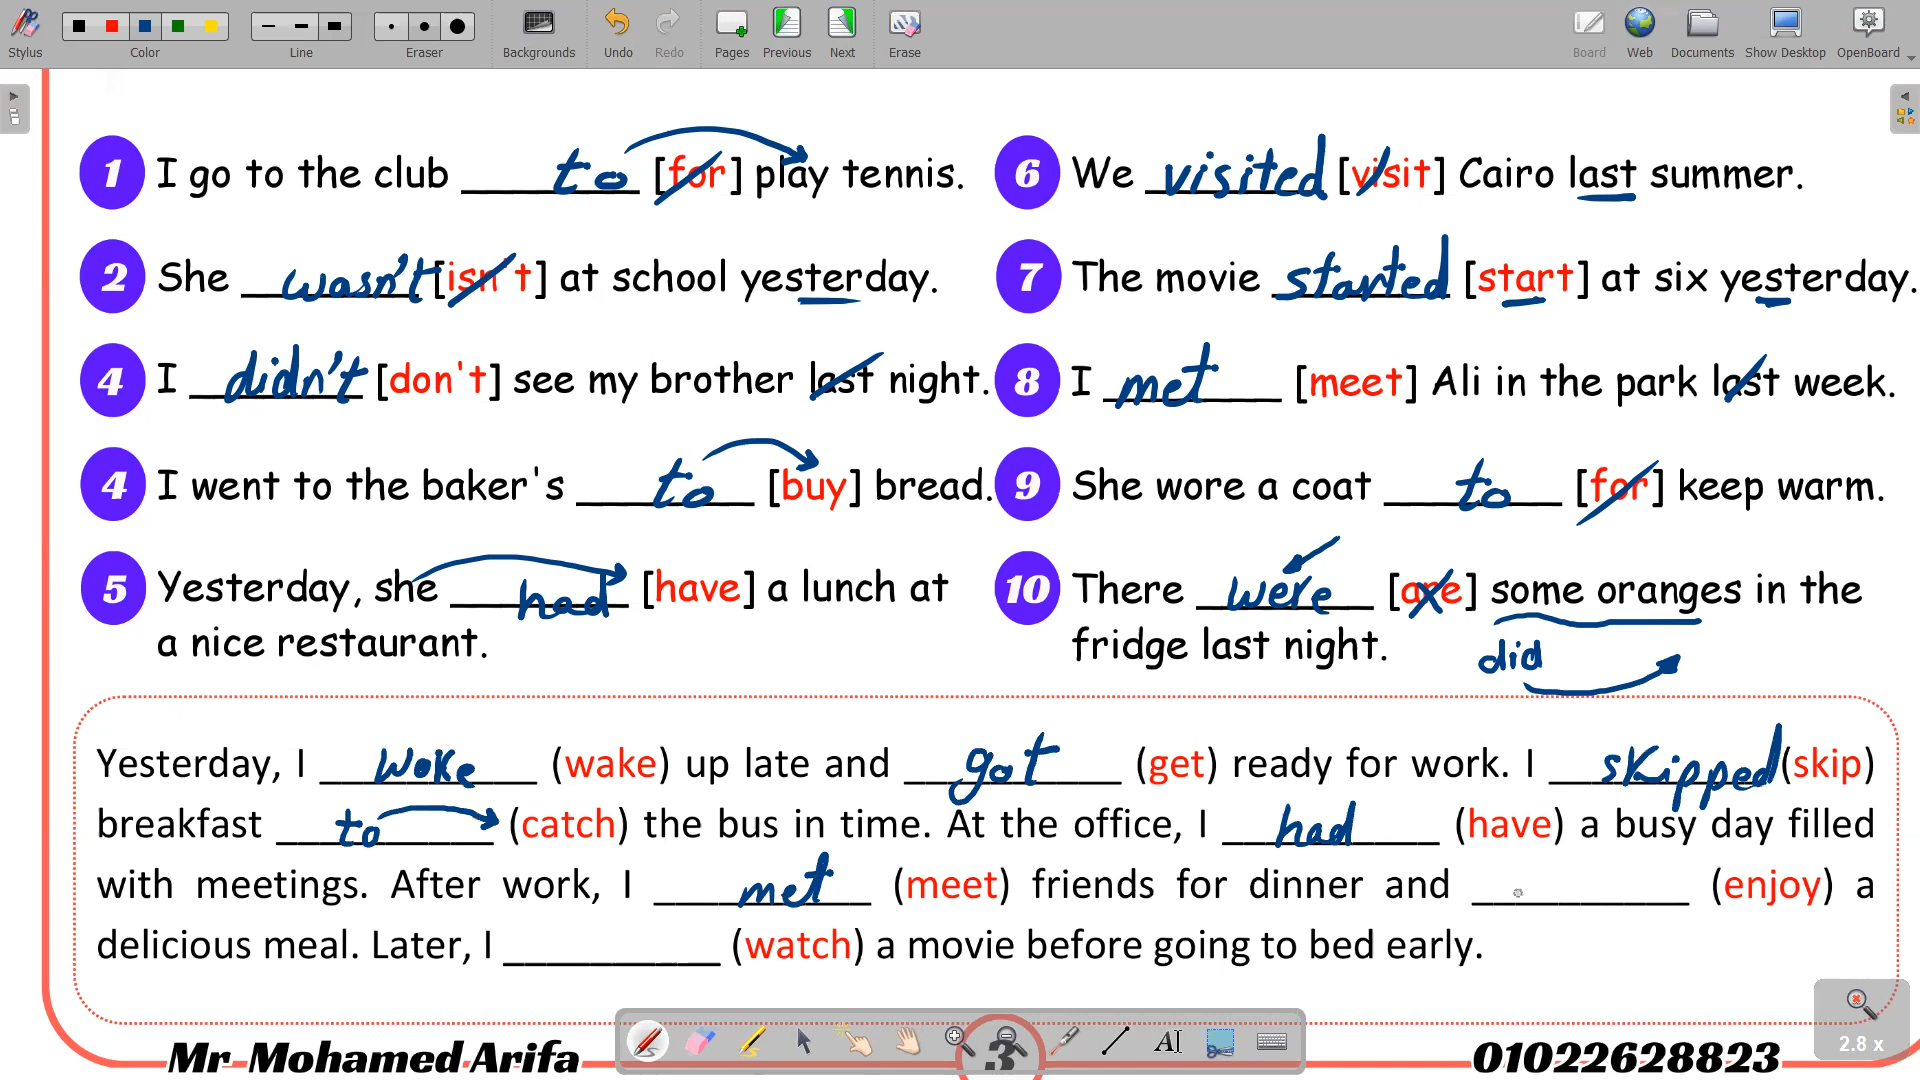 Stylus Color Line Eraser Backgrounds Undo Redo Pages Previous Next Erase Board Web Documents Show Desktop OpenBoard
1 I go to the club to [for] play tennis.
2 She wasn't [isn't] at school yesterday.
4 I didn't [don't] see my brother last night.
4 I went to the baker's to [buy] bread.
5 Yesterday, she had [have] a lunch at
a nice restaurant.
6 We visited [visit] Cairo last summer.
7 The movie started [start] at six yesterday.
8 I met [meet] Ali in the park last week.
9 She wore a coat to [for] keep warm.
10 There were [are] some oranges in the
fridge last night.
did
Yesterday, I woke (wake) up late and got (get) ready for work. I skipped (skip)
breakfast to (catch) the bus in time. At the office, I had (have) a busy day filled
with meetings. After work, I met (meet) friends for dinner and __________ (enjoy) a
delicious meal. Later, I __________ (watch) a movie before going to bed early.
Mr Mohamed Arifa
3
01022628823
2.8 x